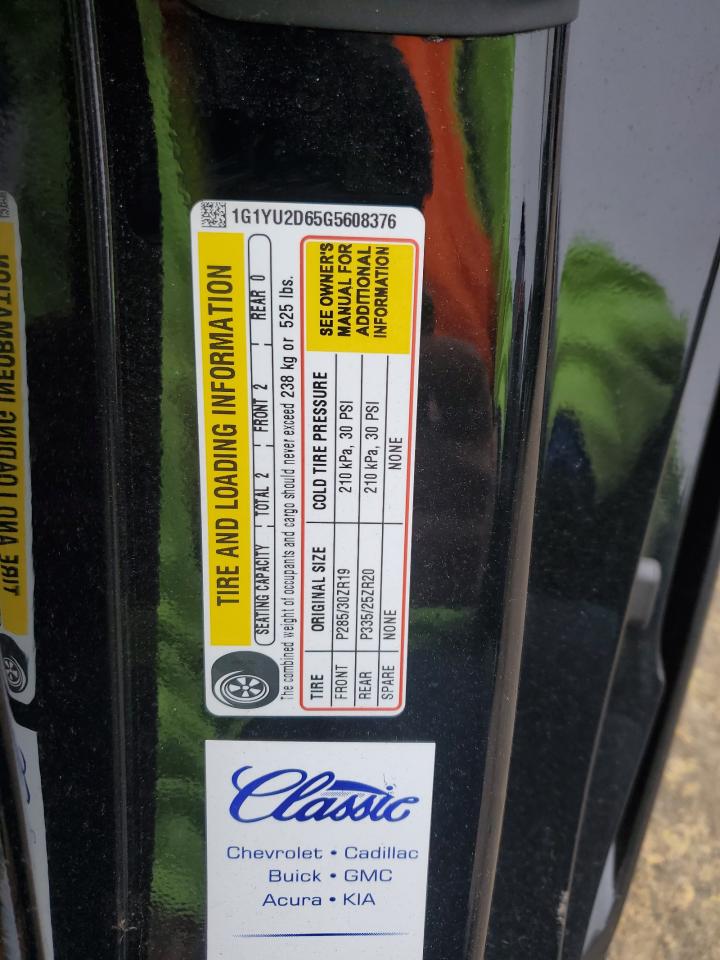 1G1YU2D65G5608376
TIRE AND LOADING INFORMATION
SEATING CAPACITY TOTAL 2 FRONT 2 REAR 0
The combined weight of occupants and cargo should never exceed 238 kg or 525 lbs.
TIRE ORIGINAL SIZE COLD TIRE PRESSURE
FRONT P285/30ZR19 210 kPa, 30 PSI
REAR P335/25ZR20 210 kPa, 30 PSI
SPARE NONE NONE
SEE OWNER'S
MANUAL FOR
ADDITIONAL
INFORMATION
Classic
Chevrolet • Cadillac
Buick • GMC
Acura • KIA